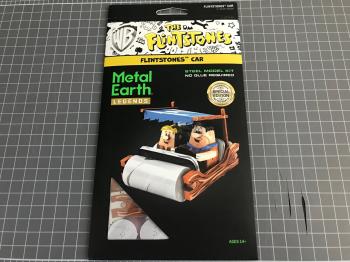 FLINTSTONES™ CAR
WB
THE
FLINTSTONES
FLINTSTONES™ CAR
STEEL MODEL KIT
NO GLUE REQUIRED
Metal
Earth
LEGENDS
SPECIAL
EDITION
AGES 14+